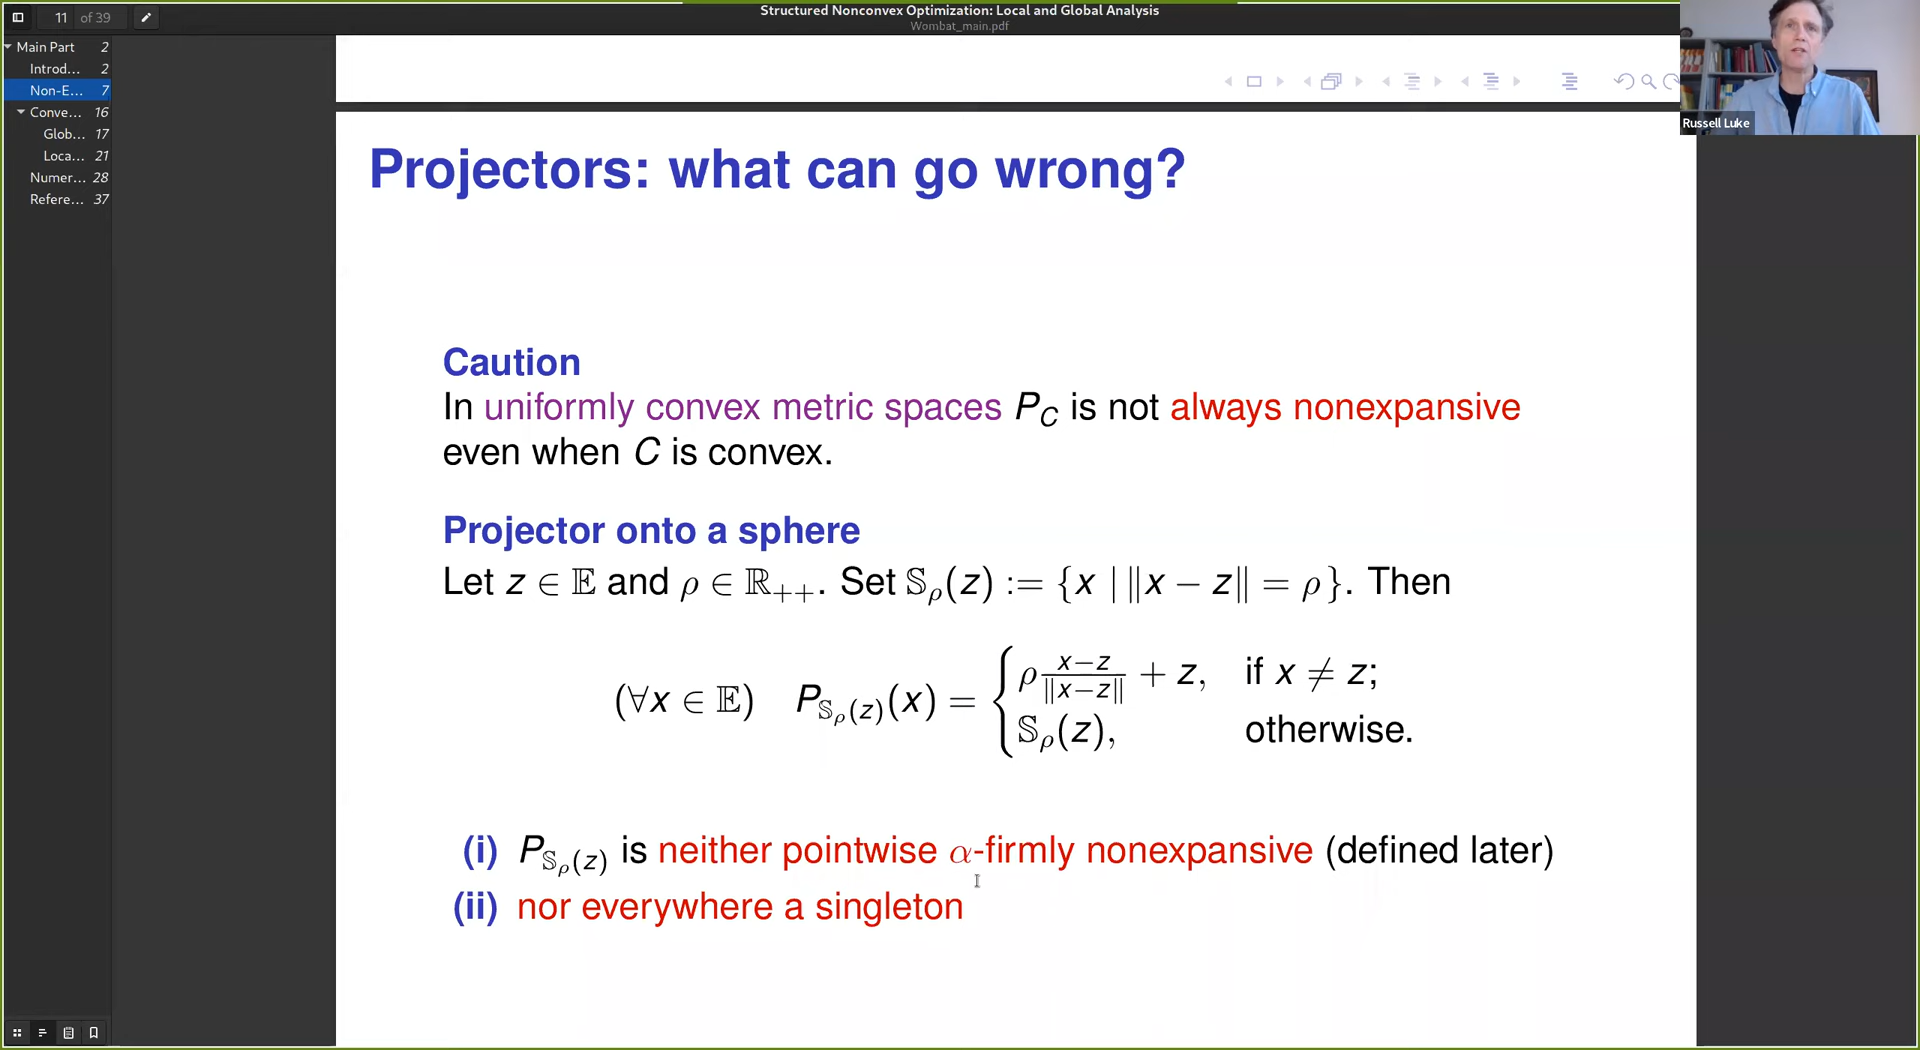 11 of 39
Structured Nonconvex Optimization: Local and Global Analysis
Wombat_main.pdf
Main Part 2
Introd... 2
Non-E... 7
Conve... 16
Glob... 17
Loca... 21
Numer... 28
Refere... 37
Russell Luke
Projectors: what can go wrong?
Caution
In uniformly convex metric spaces P_C is not always nonexpansive
even when C is convex.
Projector onto a sphere
Let z ∈ 𝔼 and ρ ∈ ℝ₊₊. Set 𝕊_ρ(z) := {x | ‖x − z‖ = ρ}. Then
(∀x ∈ 𝔼) P_{𝕊_ρ(z)}(x) = { ρ (x−z)/‖x−z‖ + z, if x ≠ z;
𝕊_ρ(z), otherwise.
(i) P_{𝕊_ρ(z)} is neither pointwise α-firmly nonexpansive (defined later)
(ii) nor everywhere a singleton